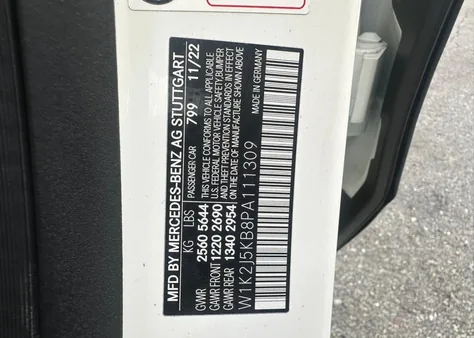 MFD BY MERCEDES-BENZ AG STUTTGART
PASSENGER CAR 799 11/22
KG LBS
GVWR 2560 5644
GAWR FRONT 1220 2690
GAWR REAR 1340 2954
THIS VEHICLE CONFORMS TO ALL APPLICABLE
U.S. FEDERAL MOTOR VEHICLE SAFETY, BUMPER
AND THEFT PREVENTION STANDARDS IN EFFECT
ON THE DATE OF MANUFACTURE SHOWN ABOVE
MADE IN GERMANY
W1K2J5KB8PA111309